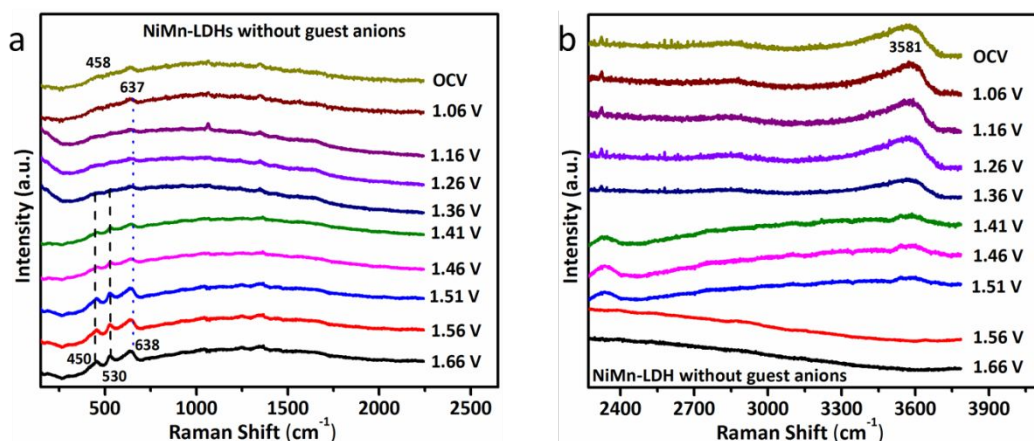 a
NiMn-LDHs without guest anions
458
637
OCV
1.06 V
1.16 V
1.26 V
1.36 V
1.41 V
1.46 V
1.51 V
1.56 V
1.66 V
450
530
638
Intensity (a.u.)
500 1000 1500 2000 2500
Raman Shift (cm-1)
b
3581
OCV
1.06 V
1.16 V
1.26 V
1.36 V
1.41 V
1.46 V
1.51 V
1.56 V
1.66 V
NiMn-LDH without guest anions
Intensity (a.u.)
2400 2700 3000 3300 3600 3900
Raman Shift (cm-1)